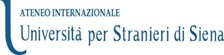 ATENEO INTERNAZIONALE
Università per Stranieri di Siena